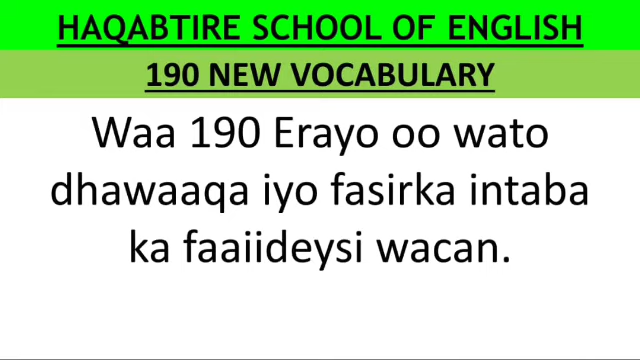 HAQABTIRE SCHOOL OF ENGLISH
190 NEW VOCABULARY
Waa 190 Erayo oo wato
dhawaaqa iyo fasirka intaba
ka faaiideysi wacan.